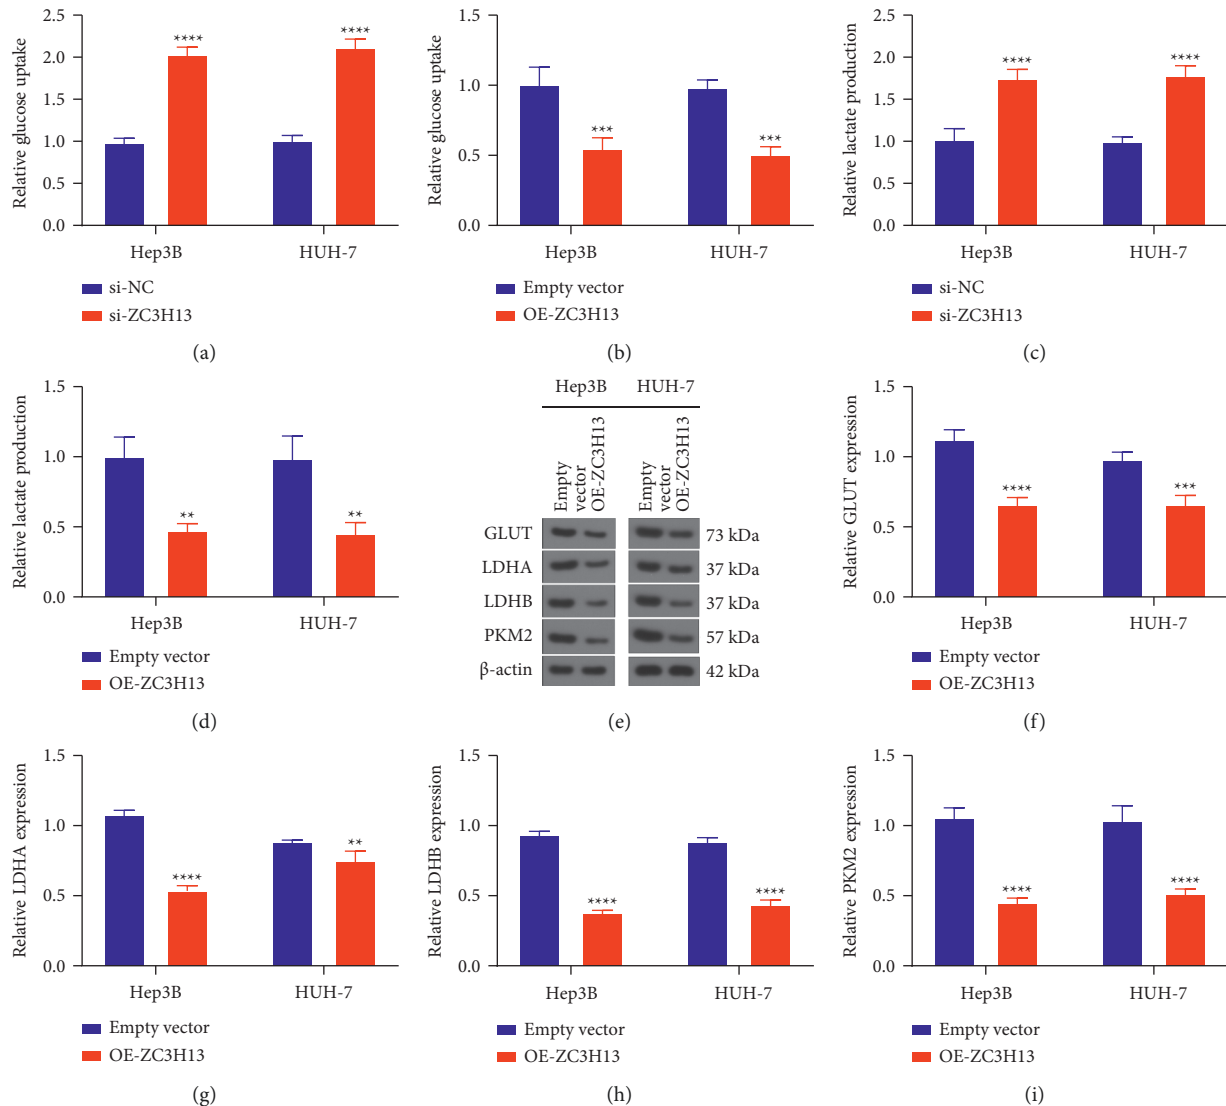 Relative glucose uptake
2.5
2.0
1.5
1.0
0.5
0.0
****
****
Hep3B HUH-7
si-NC
si-ZC3H13
(a)
Relative glucose uptake
1.5
1.0
0.5
0.0
***
***
Hep3B HUH-7
Empty vector
OE-ZC3H13
(b)
Relative lactate production
2.5
2.0
1.5
1.0
0.5
0.0
****
****
Hep3B HUH-7
si-NC
si-ZC3H13
(c)
Relative lactate production
1.5
1.0
0.5
0.0
**
**
Hep3B HUH-7
Empty vector
OE-ZC3H13
(d)
Hep3B HUH-7
Empty
vector
OE-ZC3H13
Empty
vector
OE-ZC3H13
GLUT 73 kDa
LDHA 37 kDa
LDHB 37 kDa
PKM2 57 kDa
β-actin 42 kDa
(e)
Relative GLUT expression
1.5
1.0
0.5
0.0
****
***
Hep3B HUH-7
Empty vector
OE-ZC3H13
(f)
Relative LDHA expression
1.5
1.0
0.5
0.0
****
**
Hep3B HUH-7
Empty vector
OE-ZC3H13
(g)
Relative LDHB expression
1.5
1.0
0.5
0.0
****
****
Hep3B HUH-7
Empty vector
OE-ZC3H13
(h)
Relative PKM2 expression
1.5
1.0
0.5
0.0
****
****
Hep3B HUH-7
Empty vector
OE-ZC3H13
(i)